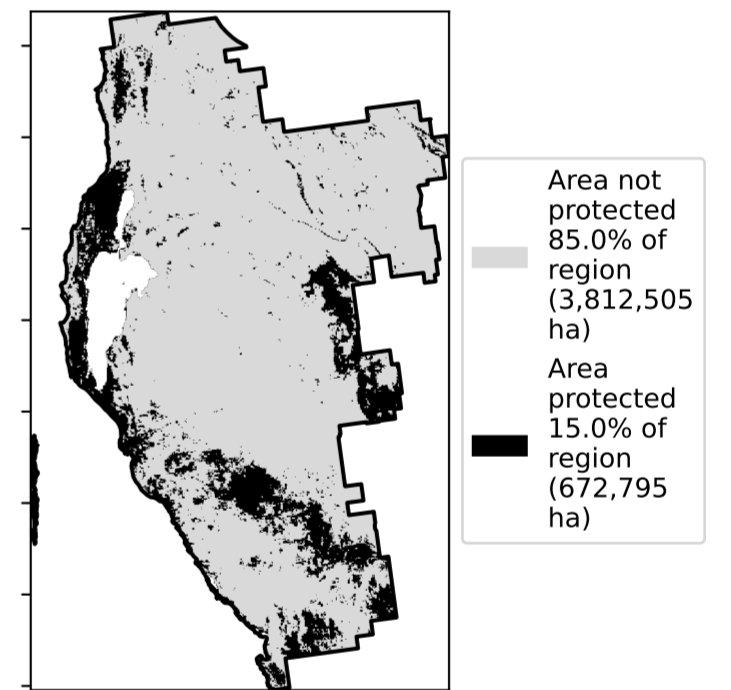 Area not
protected
85.0% of
region
(3,812,505
ha)
Area
protected
15.0% of
region
(672,795
ha)